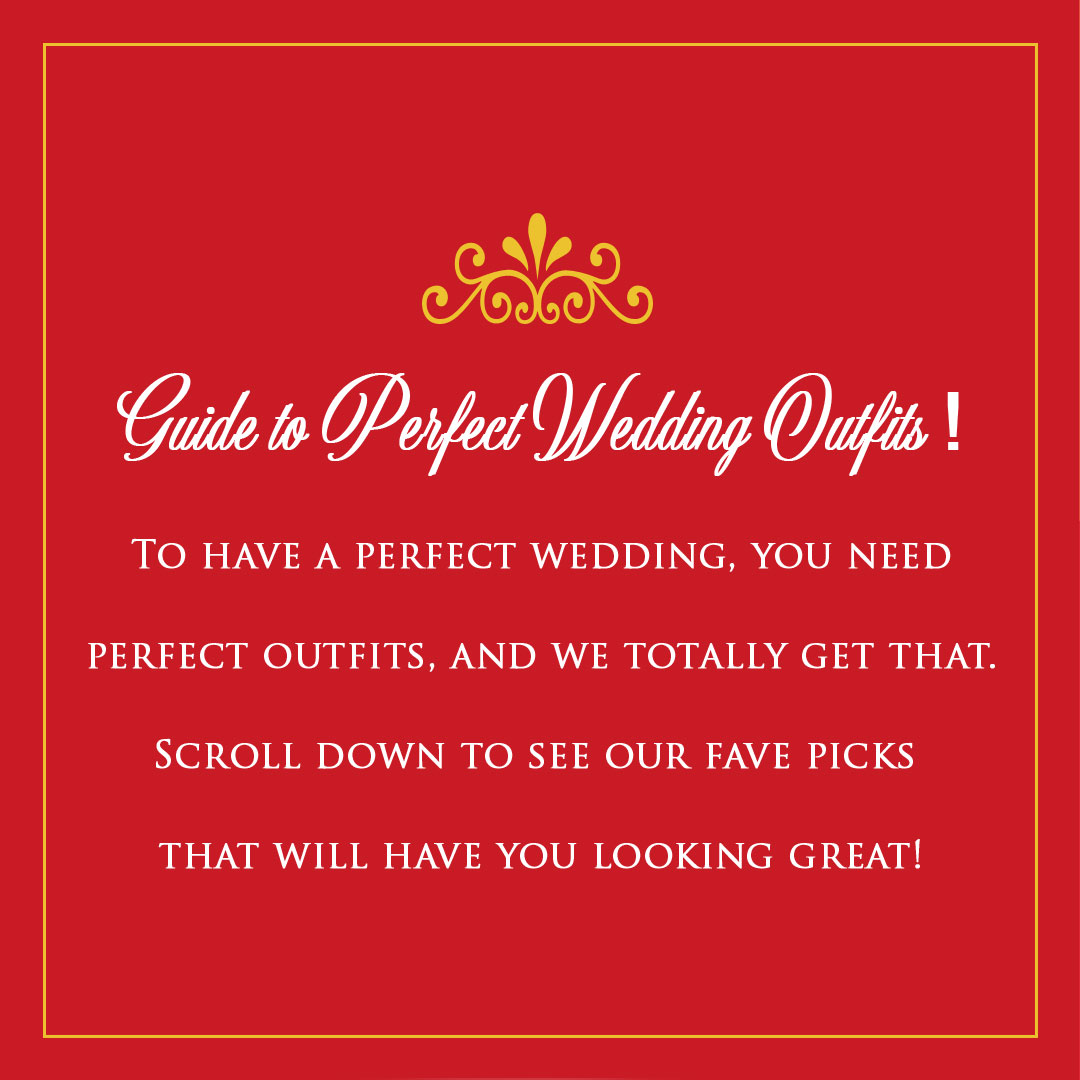 Guide to Perfect Wedding Outfits !
To have a perfect wedding, you need
perfect outfits, and we totally get that.
Scroll down to see our fave picks
that will have you looking great!